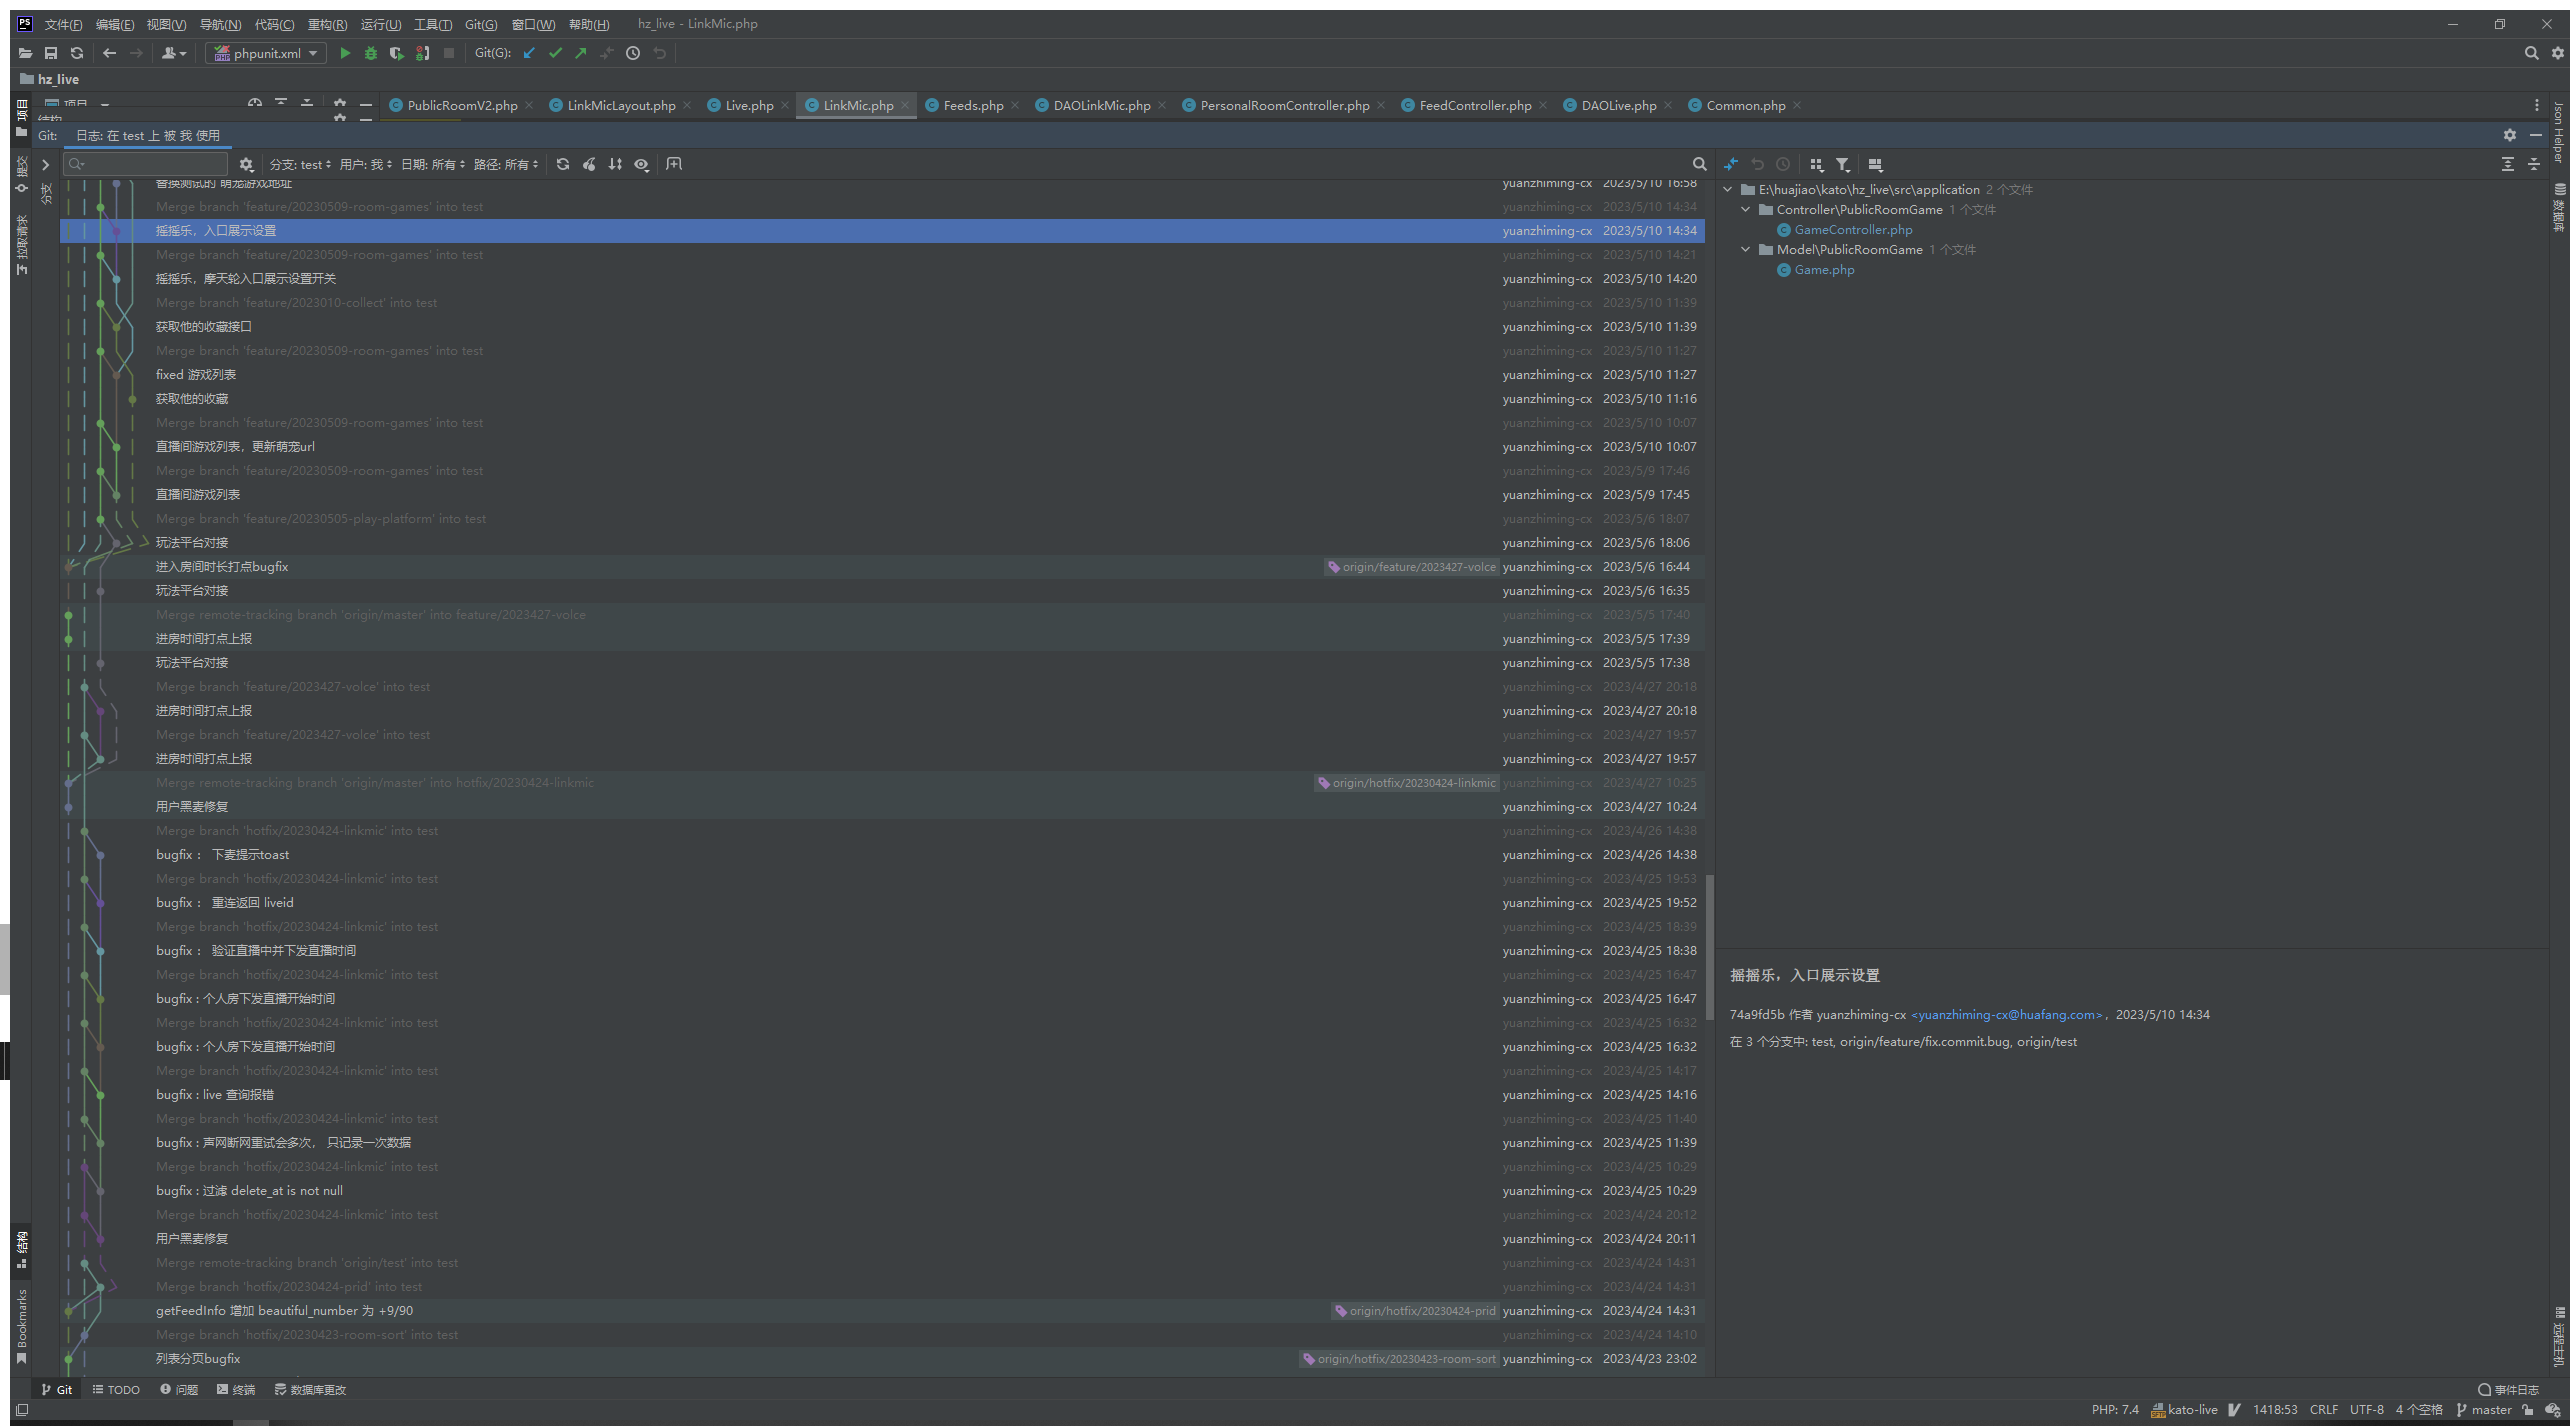 文件(F) 编辑(E) 视图(V) 导航(N) 代码(C) 重构(R) 运行(U) 工具(T) Git(G) 窗口(W) 帮助(H) hz_live - LinkMic.php
phpunit.xml Git(G):
hz_live
项目 PublicRoomV2.php LinkMicLayout.php Live.php LinkMic.php Feeds.php DAOLinkMic.php PersonalRoomController.php FeedController.php DAOLive.php Common.php
结构
Git: 日志: 在 test 上 被 我 使用
分支: test 用户: 我 日期: 所有 路径: 所有
替换测试的 萌宠游戏地址 yuanzhiming-cx 2023/5/10 16:58
Merge branch 'feature/20230509-room-games' into test yuanzhiming-cx 2023/5/10 14:34
摇摇乐，入口展示设置 yuanzhiming-cx 2023/5/10 14:34
Merge branch 'feature/20230509-room-games' into test yuanzhiming-cx 2023/5/10 14:21
摇摇乐，摩天轮入口展示设置开关 yuanzhiming-cx 2023/5/10 14:20
Merge branch 'feature/2023010-collect' into test yuanzhiming-cx 2023/5/10 11:39
获取他的收藏接口 yuanzhiming-cx 2023/5/10 11:39
Merge branch 'feature/20230509-room-games' into test yuanzhiming-cx 2023/5/10 11:27
fixed 游戏列表 yuanzhiming-cx 2023/5/10 11:27
获取他的收藏 yuanzhiming-cx 2023/5/10 11:16
Merge branch 'feature/20230509-room-games' into test yuanzhiming-cx 2023/5/10 10:07
直播间游戏列表，更新萌宠url yuanzhiming-cx 2023/5/10 10:07
Merge branch 'feature/20230509-room-games' into test yuanzhiming-cx 2023/5/9 17:46
直播间游戏列表 yuanzhiming-cx 2023/5/9 17:45
Merge branch 'feature/20230505-play-platform' into test yuanzhiming-cx 2023/5/6 18:07
玩法平台对接 yuanzhiming-cx 2023/5/6 18:06
进入房间时长打点bugfix origin/feature/2023427-volce yuanzhiming-cx 2023/5/6 16:44
玩法平台对接 yuanzhiming-cx 2023/5/6 16:35
Merge remote-tracking branch 'origin/master' into feature/2023427-volce yuanzhiming-cx 2023/5/5 17:40
进房时间打点上报 yuanzhiming-cx 2023/5/5 17:39
玩法平台对接 yuanzhiming-cx 2023/5/5 17:38
Merge branch 'feature/2023427-volce' into test yuanzhiming-cx 2023/4/27 20:18
进房时间打点上报 yuanzhiming-cx 2023/4/27 20:18
Merge branch 'feature/2023427-volce' into test yuanzhiming-cx 2023/4/27 19:57
进房时间打点上报 yuanzhiming-cx 2023/4/27 19:57
Merge remote-tracking branch 'origin/master' into hotfix/20230424-linkmic origin/hotfix/20230424-linkmic yuanzhiming-cx 2023/4/27 10:25
用户黑麦修复 yuanzhiming-cx 2023/4/27 10:24
Merge branch 'hotfix/20230424-linkmic' into test yuanzhiming-cx 2023/4/26 14:38
bugfix： 下麦提示toast yuanzhiming-cx 2023/4/26 14:38
Merge branch 'hotfix/20230424-linkmic' into test yuanzhiming-cx 2023/4/25 19:53
bugfix： 重连返回 liveid yuanzhiming-cx 2023/4/25 19:52
Merge branch 'hotfix/20230424-linkmic' into test yuanzhiming-cx 2023/4/25 18:39
bugfix： 验证直播中并下发直播时间 yuanzhiming-cx 2023/4/25 18:38
Merge branch 'hotfix/20230424-linkmic' into test yuanzhiming-cx 2023/4/25 16:47
bugfix : 个人房下发直播开始时间 yuanzhiming-cx 2023/4/25 16:47
Merge branch 'hotfix/20230424-linkmic' into test yuanzhiming-cx 2023/4/25 16:32
bugfix : 个人房下发直播开始时间 yuanzhiming-cx 2023/4/25 16:32
Merge branch 'hotfix/20230424-linkmic' into test yuanzhiming-cx 2023/4/25 14:17
bugfix : live 查询报错 yuanzhiming-cx 2023/4/25 14:16
Merge branch 'hotfix/20230424-linkmic' into test yuanzhiming-cx 2023/4/25 11:40
bugfix : 声网断网重试会多次， 只记录一次数据 yuanzhiming-cx 2023/4/25 11:39
Merge branch 'hotfix/20230424-linkmic' into test yuanzhiming-cx 2023/4/25 10:29
bugfix : 过滤 delete_at is not null yuanzhiming-cx 2023/4/25 10:29
Merge branch 'hotfix/20230424-linkmic' into test yuanzhiming-cx 2023/4/24 20:12
用户黑麦修复 yuanzhiming-cx 2023/4/24 20:11
Merge remote-tracking branch 'origin/test' into test yuanzhiming-cx 2023/4/24 14:31
Merge branch 'hotfix/20230424-prid' into test yuanzhiming-cx 2023/4/24 14:31
getFeedInfo 增加 beautiful_number 为 +9/90 origin/hotfix/20230424-prid yuanzhiming-cx 2023/4/24 14:31
Merge branch 'hotfix/20230423-room-sort' into test yuanzhiming-cx 2023/4/24 14:10
列表分页bugfix origin/hotfix/20230423-room-sort yuanzhiming-cx 2023/4/23 23:02
E:\huajiao\kato\hz_live\src\application 2 个文件
Controller\PublicRoomGame 1 个文件
GameController.php
Model\PublicRoomGame 1 个文件
Game.php
摇摇乐，入口展示设置
74a9fd5b 作者 yuanzhiming-cx <yuanzhiming-cx@huafang.com>，2023/5/10 14:34
在 3 个分支中: test, origin/feature/fix.commit.bug, origin/test
项目
提交
拉取请求
分支
结构
Bookmarks
Json Helper
数据库
远程主机
Git TODO 问题 终端 数据库更改 事件日志
PHP: 7.4 kato-live 1418:53 CRLF UTF-8 4 个空格 master